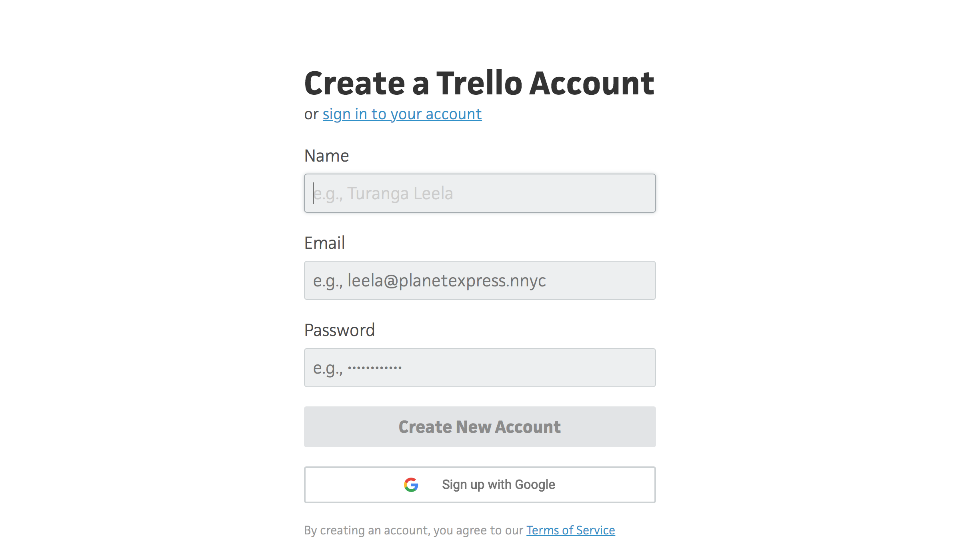 Create a Trello Account
or sign in to your account
Name
e.g., Turanga Leela
Email
e.g., leela@planetexpress.nnyc
Password
e.g., ••••••••••••
Create New Account
Sign up with Google
By creating an account, you agree to our Terms of Service